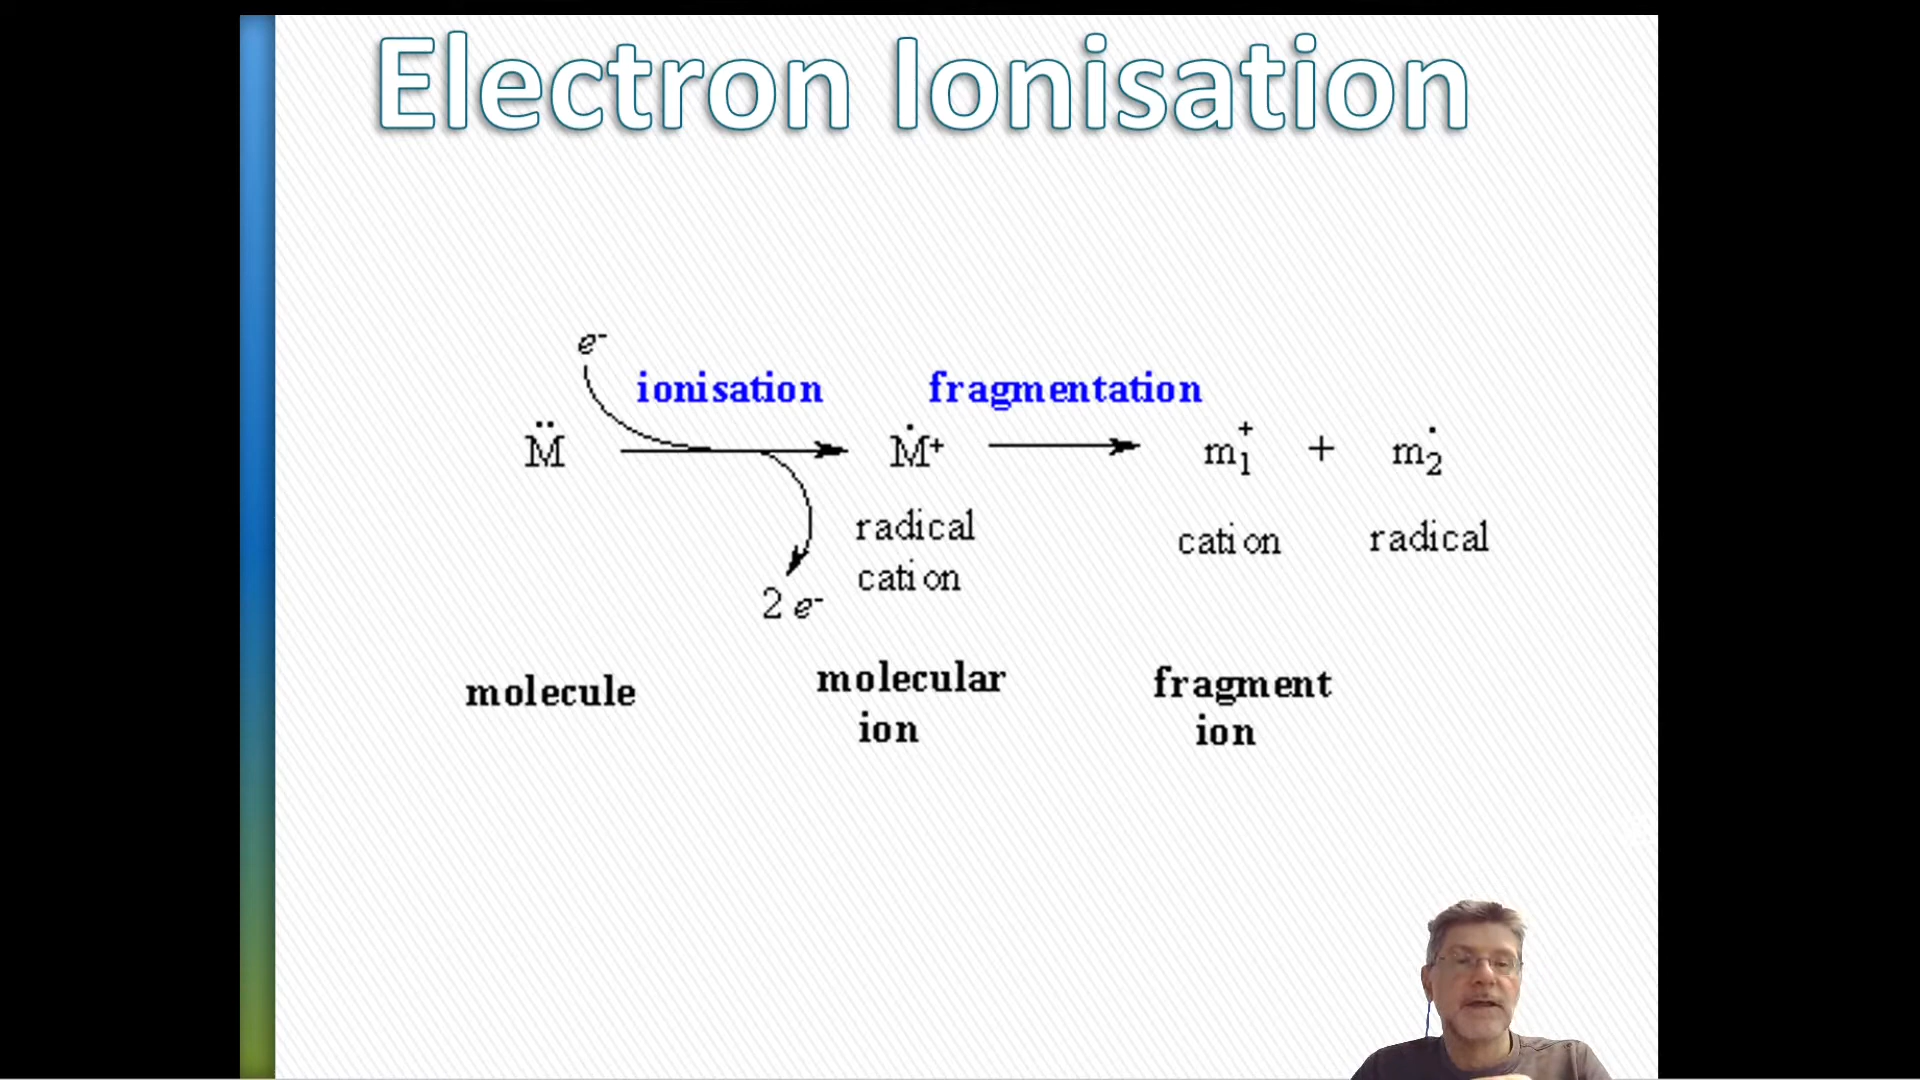 Electron Ionisation
e⁻
ionisation fragmentation
M̈ Ṁ⁺ m₁⁺ + m₂˙
radical
cation
cation radical
2 e⁻
molecule
molecular
ion
fragment
ion